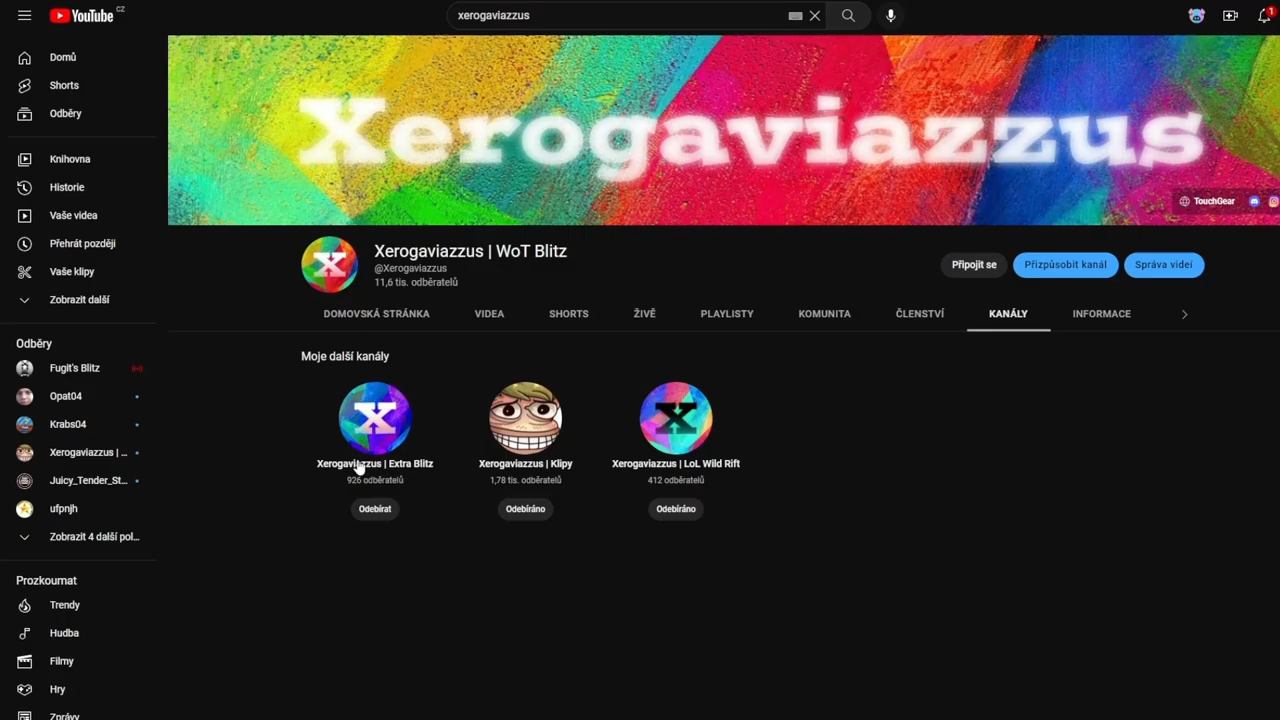 YouTube CZ
xerogaviazzus
1
Domů
Shorts
Odběry
Knihovna
Historie
Vaše videa
Přehrát později
Vaše klipy
Zobrazit další
Odběry
Fugit's Blitz
Opat04
Krabs04
Xerogaviazzus | ...
Juicy_Tender_St...
ufpnjh
Zobrazit 4 další pol...
Prozkoumat
Trendy
Hudba
Filmy
Hry
Zprávy
Xerogaviazzus
TouchGear
X
Xerogaviazzus | WoT Blitz
@Xerogaviazzus
11,6 tis. odběratelů
Připojit se
Přizpůsobit kanál
Správa videí
DOMOVSKÁ STRÁNKA
VIDEA
SHORTS
ŽIVĚ
PLAYLISTY
KOMUNITA
ČLENSTVÍ
KANÁLY
INFORMACE
Moje další kanály
X
Xerogaviazzus | Extra Blitz
926 odběratelů
Odebírat
Xerogaviazzus | Klipy
1,78 tis. odběratelů
Odebíráno
X
Xerogaviazzus | LoL Wild Rift
412 odběratelů
Odebíráno